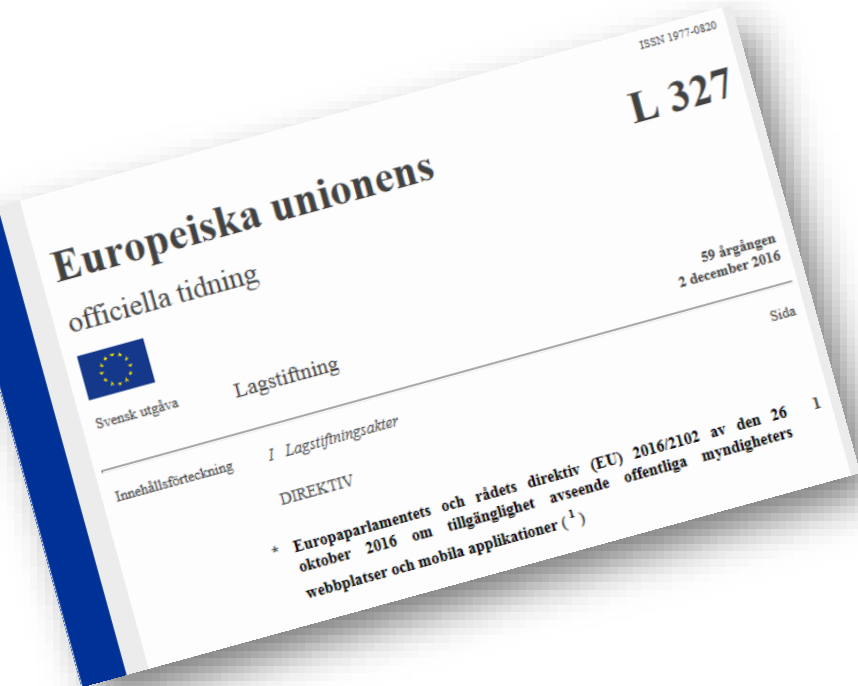 ISSN 1977-0820
L 327
Europeiska unionens
officiella tidning
59 årgången
2 december 2016
Svensk utgåva
Lagstiftning
Sida
Innehållsförteckning
I Lagstiftningsakter
DIREKTIV
* Europaparlamentets och rådets direktiv (EU) 2016/2102 av den 26 1
oktober 2016 om tillgänglighet avseende offentliga myndigheters
webbplatser och mobila applikationer (1)